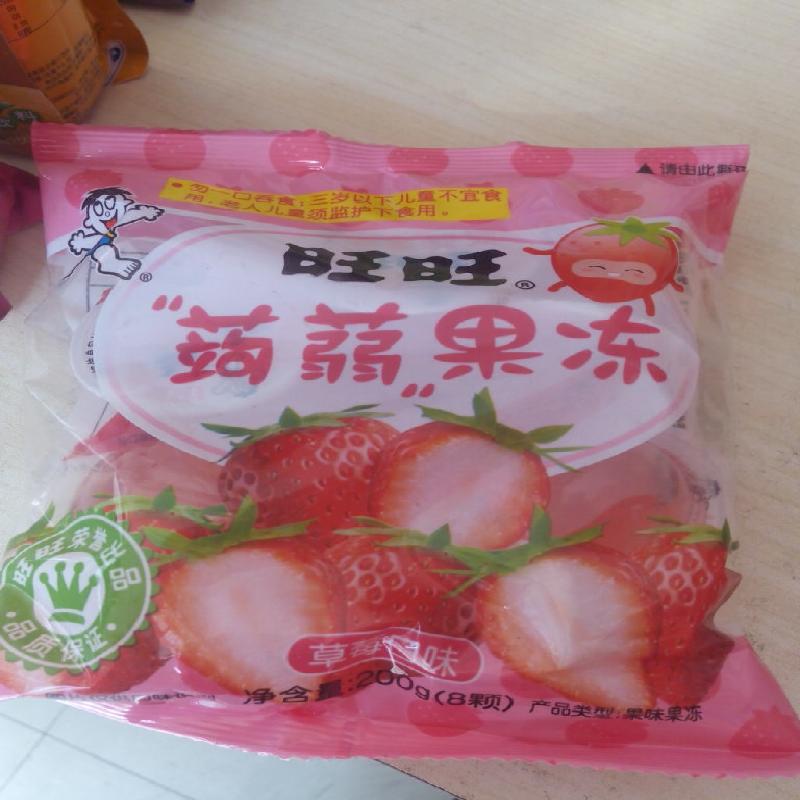 饮料
▲请由此撕开
•勿一口吞食;三岁以下儿童不宜食
用,老人儿童须监护下食用。
旺旺®
®
"蒟蒻"果冻
旺旺荣誉出品
·品质保证·
草莓口味
净含量:200g(8颗) 产品类型:果味果冻